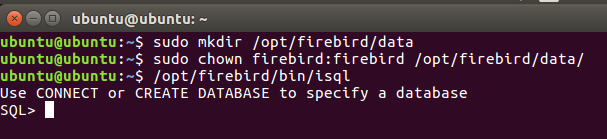 ubuntu@ubuntu: ~
ubuntu@ubuntu:~$ sudo mkdir /opt/firebird/data
ubuntu@ubuntu:~$ sudo chown firebird:firebird /opt/firebird/data/
ubuntu@ubuntu:~$ /opt/firebird/bin/isql
Use CONNECT or CREATE DATABASE to specify a database
SQL>